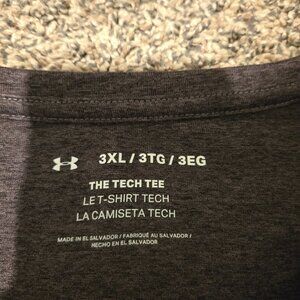 3XL / 3TG / 3EG
THE TECH TEE
LE T-SHIRT TECH
LA CAMISETA TECH
MADE IN EL SALVADOR / FABRIQUÉ AU SALVADOR /
HECHO EN EL SALVADOR